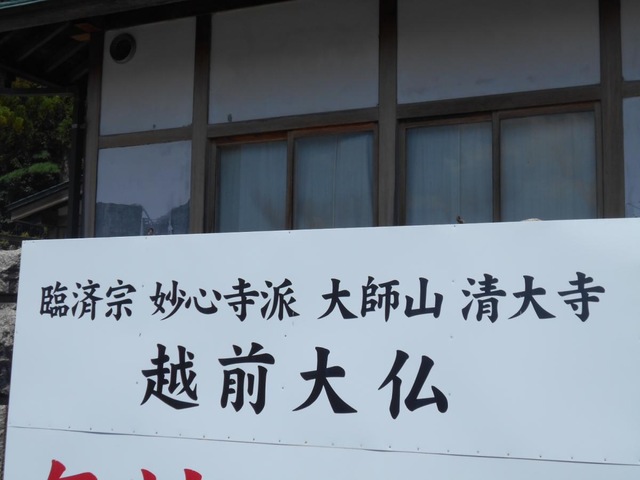 臨済宗 妙心寺派 大師山 清大寺
越前大仏